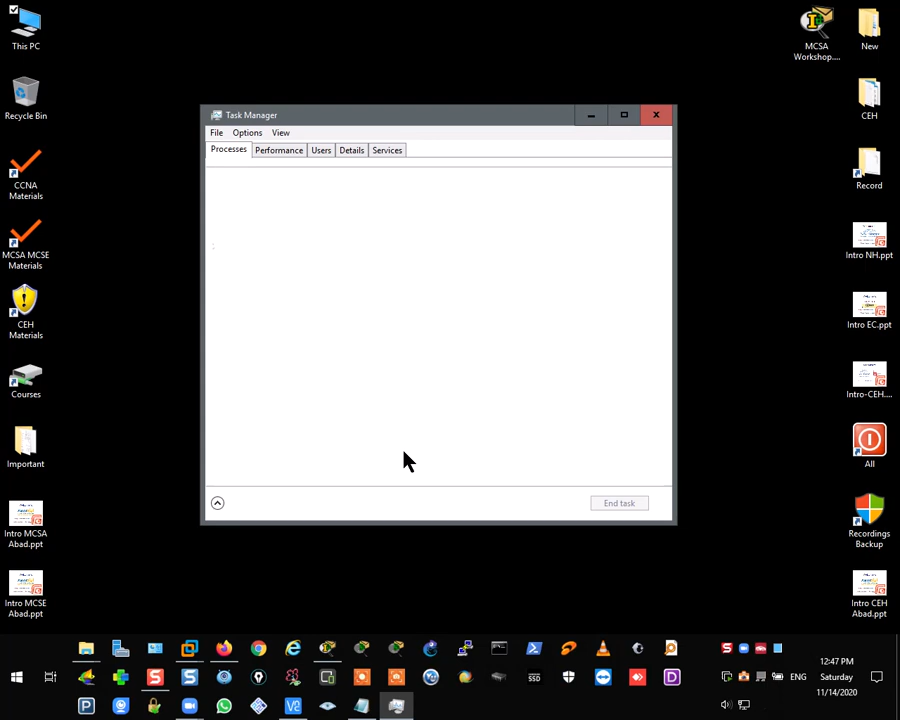 This PC
Recycle Bin
CCNA
Materials
MCSA MCSE
Materials
CEH
Materials
Courses
Important
Intro MCSA
Abad.ppt
Intro MCSE
Abad.ppt
Task Manager
File Options View
Processes Performance Users Details Services
End task
MCSA
Workshop....
New
CEH
Record
Intro NH.ppt
Intro EC.ppt
Intro-CEH....
All
Recordings
Backup
Intro CEH
Abad.ppt
SSD
ENG
12:47 PM
Saturday
11/14/2020